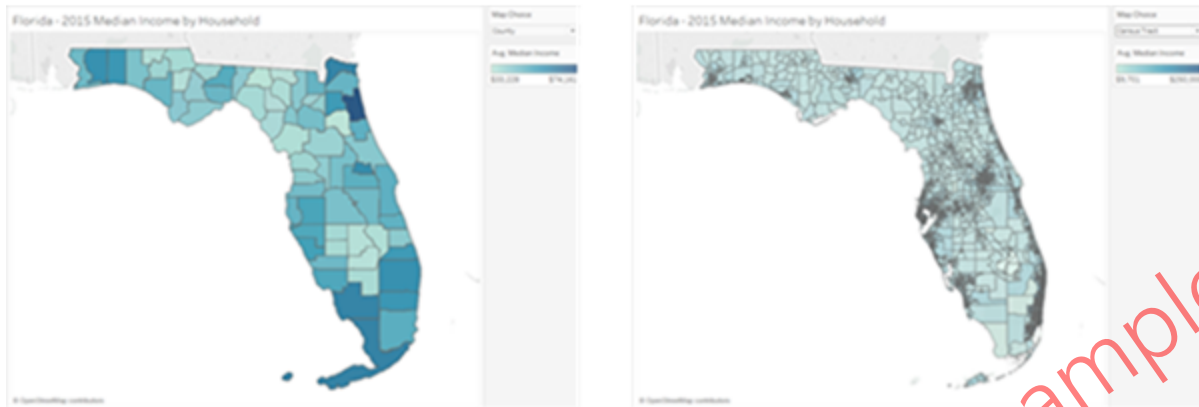 Florida - 2015 Median Income by Household
Map Choice
County
Avg. Median Income
© OpenStreetMap contributors
Florida - 2015 Median Income by Household
Map Choice
Census Tract
Avg. Median Income
© OpenStreetMap contributors
ample